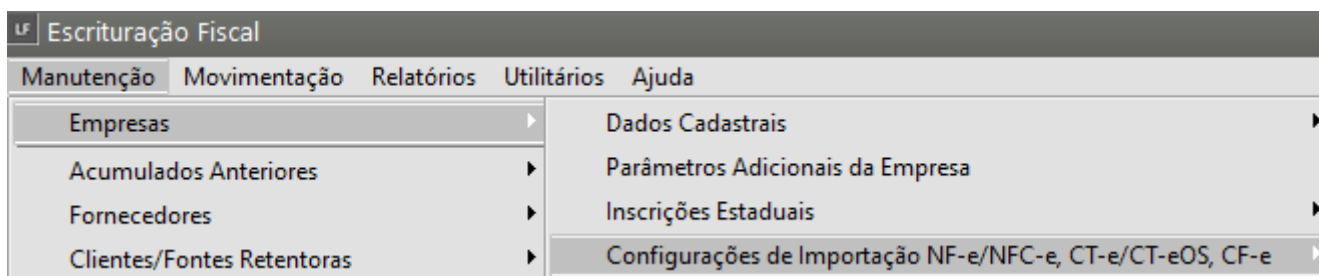 LF Escrituração Fiscal
Manutenção Movimentação Relatórios Utilitários Ajuda
Empresas
Acumulados Anteriores
Fornecedores
Clientes/Fontes Retentoras
Dados Cadastrais
Parâmetros Adicionais da Empresa
Inscrições Estaduais
Configurações de Importação NF-e/NFC-e, CT-e/CT-eOS, CF-e